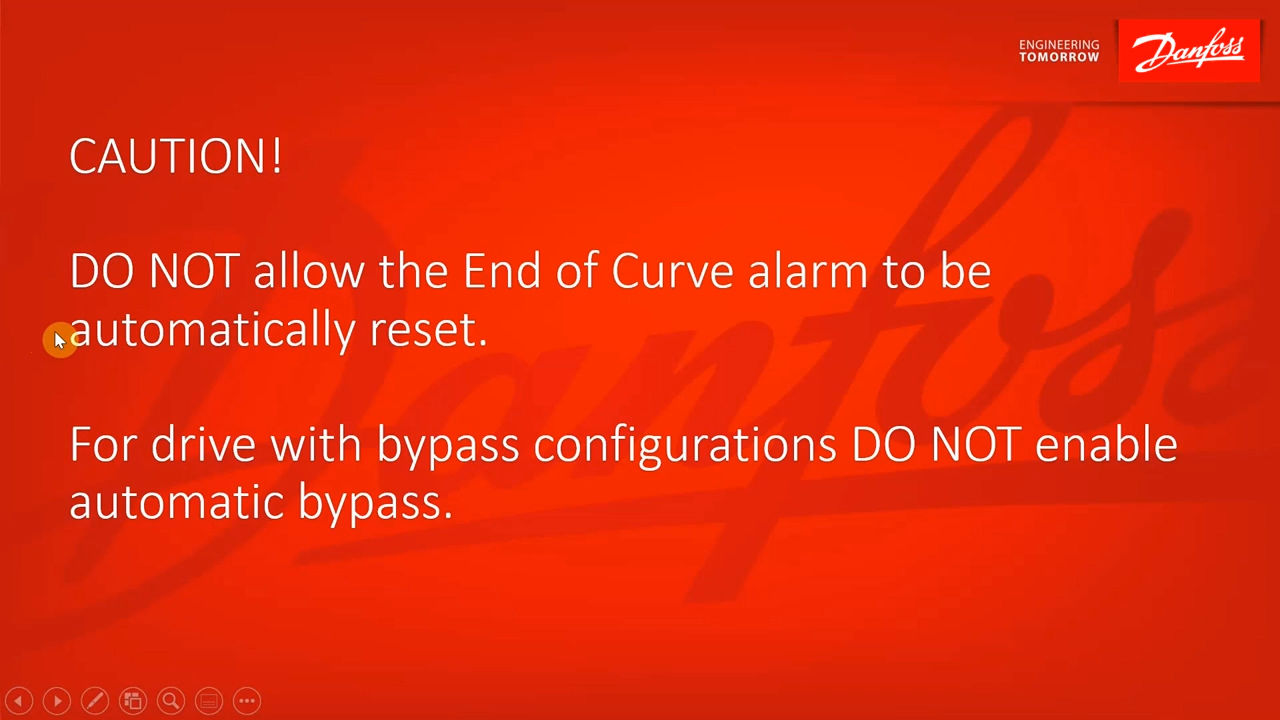 ENGINEERING
TOMORROW
Danfoss
CAUTION!
DO NOT allow the End of Curve alarm to be
automatically reset.
For drive with bypass configurations DO NOT enable
automatic bypass.
Danfoss